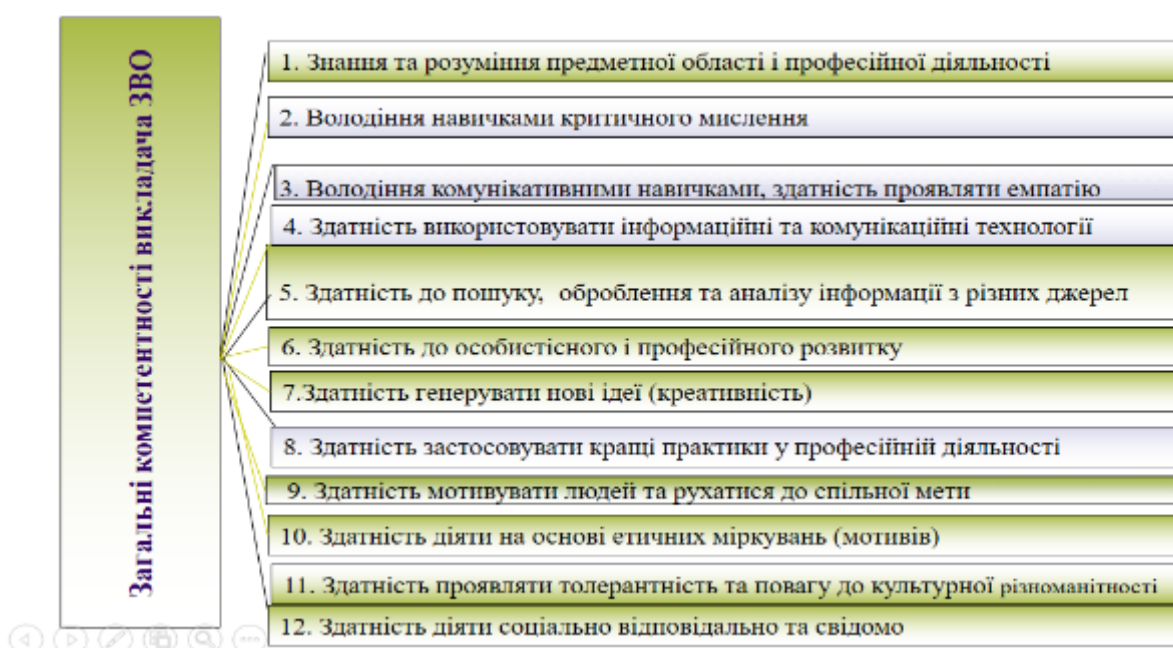 Загальні компетентності викладача ЗВО
1. Знання та розуміння предметної області і професійної діяльності
2. Володіння навичками критичного мислення
3. Володіння комунікативними навичками, здатність проявляти емпатію
4. Здатність використовувати інформаційні та комунікаційні технології
5. Здатність до пошуку, оброблення та аналізу інформації з різних джерел
6. Здатність до особистісного і професійного розвитку
7.Здатність генерувати нові ідеї (креативність)
8. Здатність застосовувати кращі практики у професійній діяльності
9. Здатність мотивувати людей та рухатися до спільної мети
10. Здатність діяти на основі етичних міркувань (мотивів)
11. Здатність проявляти толерантність та повагу до культурної різноманітності
12. Здатність діяти соціально відповідально та свідомо